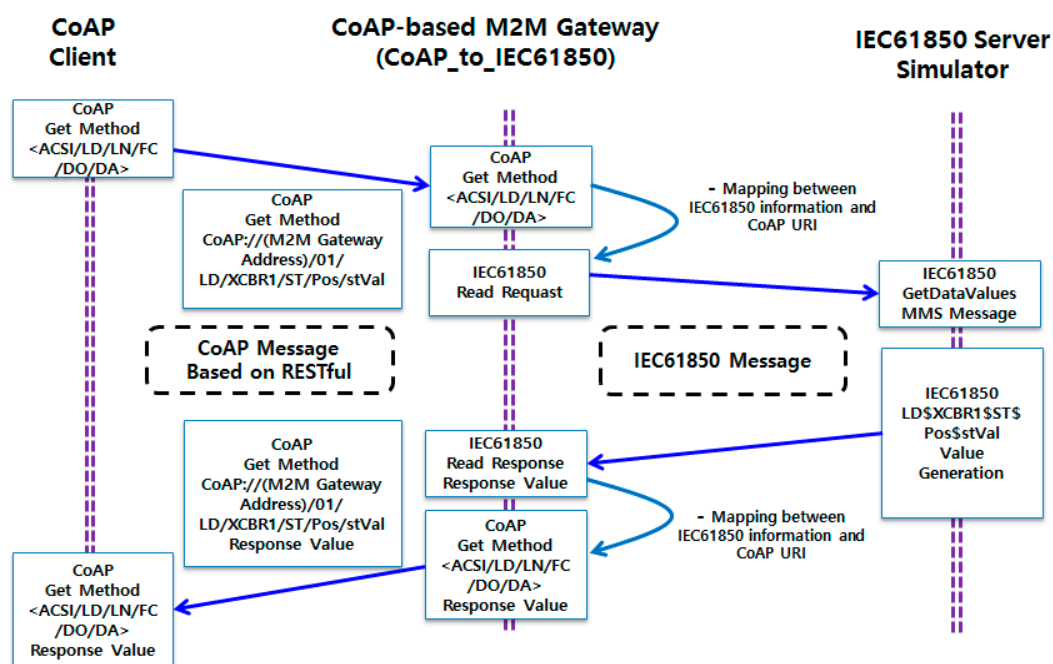 CoAP
Client
CoAP-based M2M Gateway
(CoAP_to_IEC61850)
IEC61850 Server
Simulator
CoAP
Get Method
<ACSI/LD/LN/FC
/DO/DA>
CoAP
Get Method
<ACSI/LD/LN/FC
/DO/DA>
- Mapping between
IEC61850 information and
CoAP URI
CoAP
Get Method
CoAP://(M2M Gateway
Address)/01/
LD/XCBR1/ST/Pos/stVal
IEC61850
Read Requast
IEC61850
GetDataValues
MMS Message
CoAP Message
Based on RESTful
IEC61850 Message
IEC61850
LD$XCBR1$ST$
Pos$stVal
Value
Generation
CoAP
Get Method
CoAP://(M2M Gateway
Address)/01/
LD/XCBR1/ST/Pos/stVal
Response Value
IEC61850
Read Response
Response Value
- Mapping between
IEC61850 information and
CoAP URI
CoAP
Get Method
<ACSI/LD/LN/FC
/DO/DA>
Response Value
CoAP
Get Method
<ACSI/LD/LN/FC
/DO/DA>
Response Value